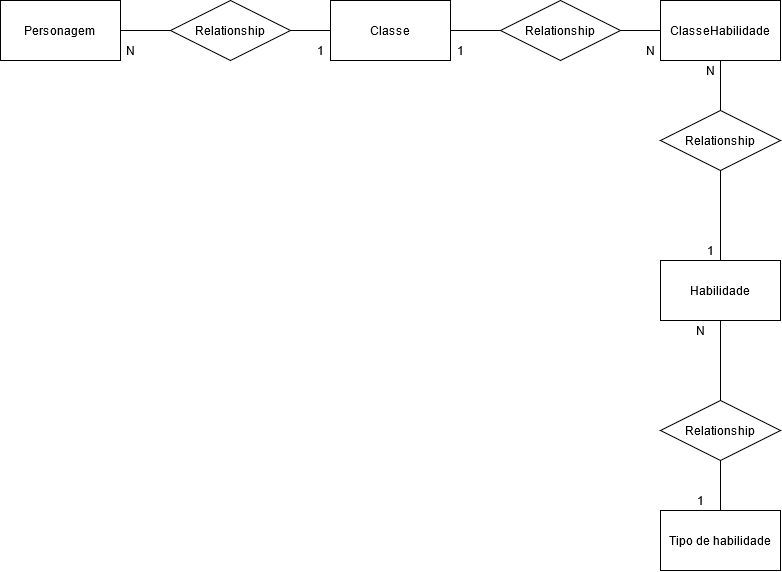 Personagem
Relationship
Classe
Relationship
ClasseHabilidade
N
1
1
N
N
Relationship
1
Habilidade
N
Relationship
1
Tipo de habilidade